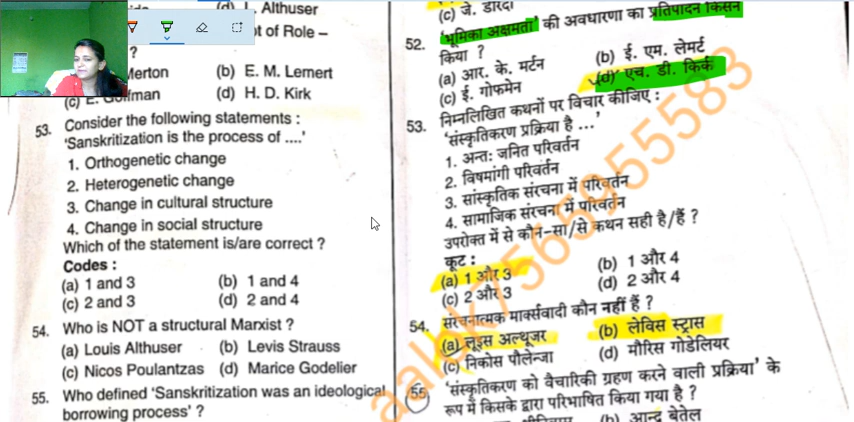 (d) L. Althuser
of Role –
?
Merton
(b) E. M. Lemert
(d) H. D. Kirk
53. Consider the following statements :
'Sanskritization is the process of ....'
1. Orthogenetic change
2. Heterogenetic change
3. Change in cultural structure
4. Change in social structure
Which of the statement is/are correct ?
Codes :
(a) 1 and 3 (b) 1 and 4
(c) 2 and 3 (d) 2 and 4
54. Who is NOT a structural Marxist ?
(a) Louis Althuser (b) Levis Strauss
(c) Nicos Poulantzas (d) Marice Godelier
55. Who defined 'Sanskritization was an ideological
borrowing process' ?
(c) जे. डारेंदा
52. 'भूमिका अक्षमता' की अवधारणा का प्रतिपादन किसने
किया ?
(a) आर. के. मर्टन (b) ई. एम. लेमर्ट
(c) ई. गोफमेन (d) एच. डी. किर्क
53. निम्नलिखित कथनों पर विचार कीजिए :
'संस्कृतिकरण प्रक्रिया है ...'
1. अन्त: जनित परिवर्तन
2. विषमांगी परिवर्तन
3. सांस्कृतिक संरचना में परिवर्तन
4. सामाजिक संरचना में परिवर्तन
उपरोक्त में से कौन-सा/से कथन सही है/हैं ?
कूट :
(a) 1 और 3 (b) 1 और 4
(c) 2 और 3 (d) 2 और 4
54. संरचनात्मक मार्क्सवादी कौन नहीं हैं ?
(a) लूइस अल्थूजर (b) लेविस स्ट्रास
(c) निकोस पौलेन्जा (d) मौरिस गोडेलियर
55. 'संस्कृतिकरण को वैचारिकी ग्रहण करने वाली प्रक्रिया' के
रूप में किसके द्वारा परिभाषित किया गया है ?
(b) आन्द्रे बेतेल
7565955583